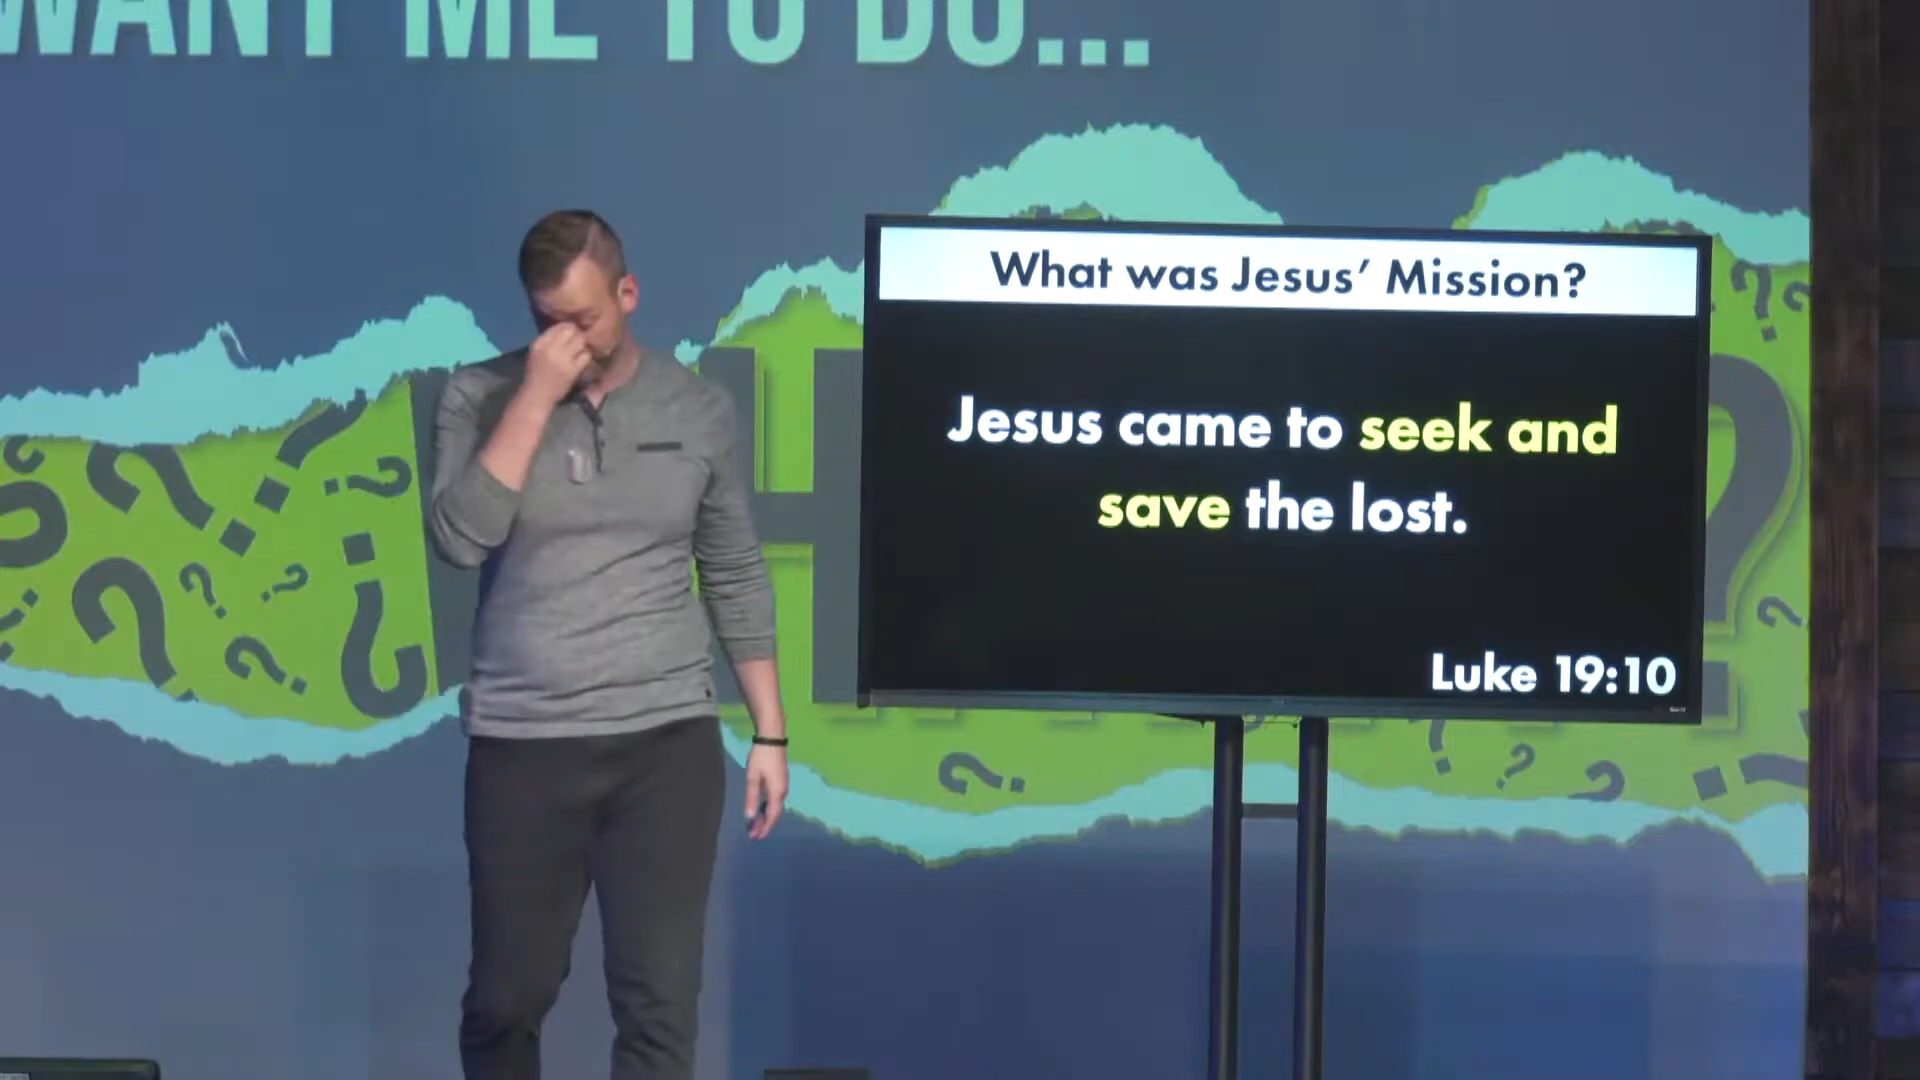 WANT ME TO DO...
What was Jesus’ Mission?
Jesus came to seek and
save the lost.
Luke 19:10